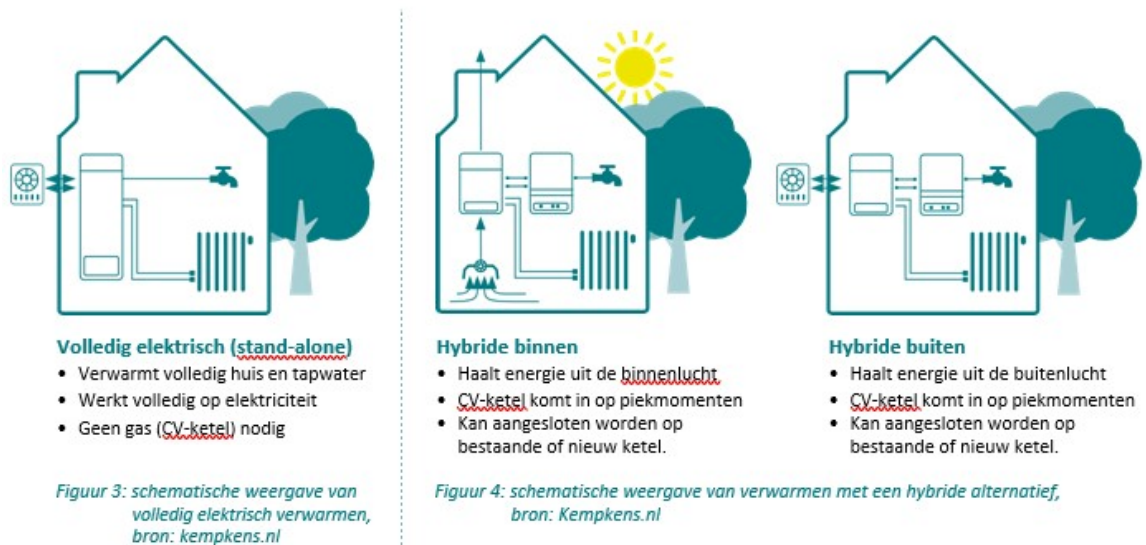 Volledig elektrisch (stand-alone)
• Verwarmt volledig huis en tapwater
• Werkt volledig op elektriciteit
• Geen gas (CV-ketel) nodig
Figuur 3: schematische weergave van
volledig elektrisch verwarmen,
bron: kempkens.nl
Hybride binnen
• Haalt energie uit de binnenlucht
• CV-ketel komt in op piekmomenten
• Kan aangesloten worden op
bestaande of nieuw ketel.
Hybride buiten
• Haalt energie uit de buitenlucht
• CV-ketel komt in op piekmomenten
• Kan aangesloten worden op
bestaande of nieuw ketel.
Figuur 4: schematische weergave van verwarmen met een hybride alternatief,
bron: Kempkens.nl